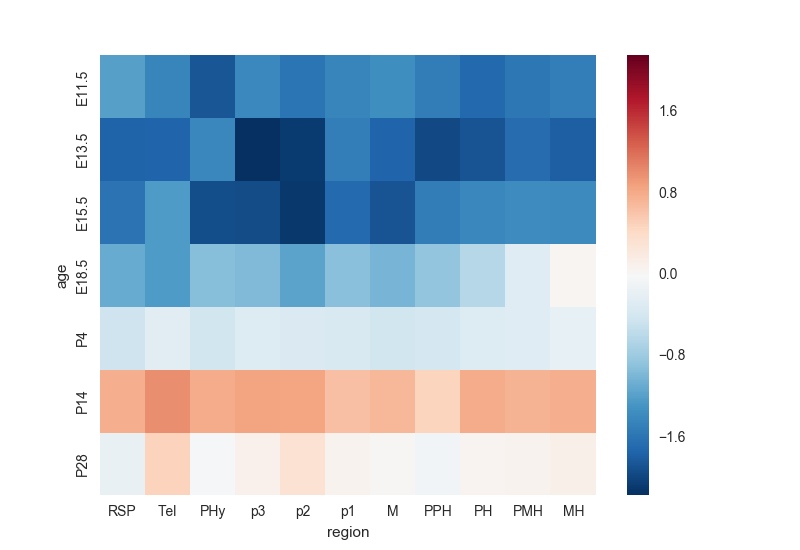 E11.5
E13.5
E15.5
E18.5
P4
P14
P28
age
RSP Tel PHy p3 p2 p1 M PPH PH PMH MH
region
1.6
0.8
0.0
−0.8
−1.6